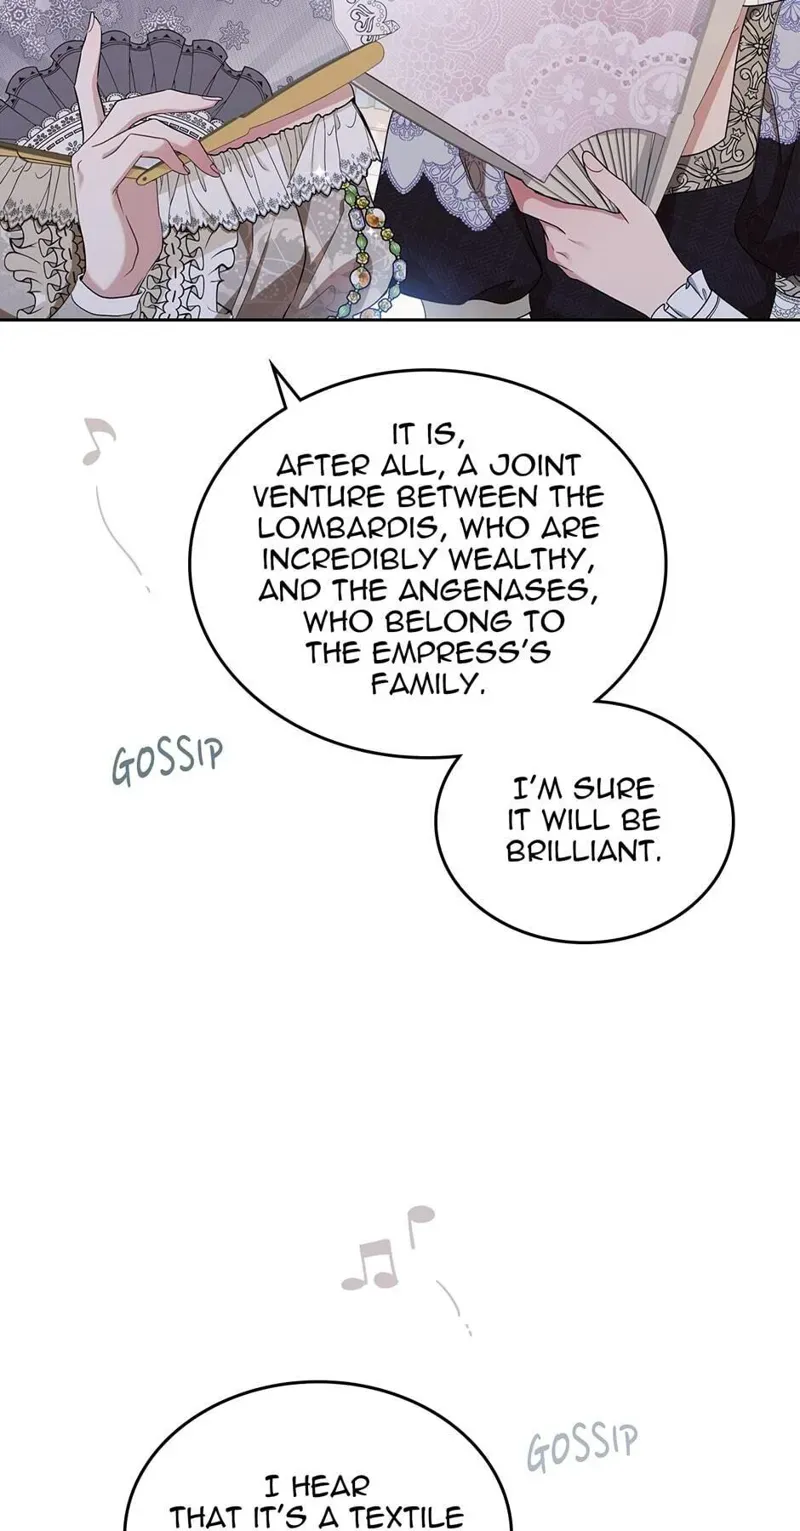 IT IS,
AFTER ALL, A JOINT
VENTURE BETWEEN THE
LOMBARDIS, WHO ARE
INCREDIBLY WEALTHY,
AND THE ANGENASES,
WHO BELONG TO
THE EMPRESS'S
FAMILY.
GOSSIP
I'M SURE
IT WILL BE
BRILLIANT.
GOSSIP
I HEAR
THAT IT'S A TEXTILE